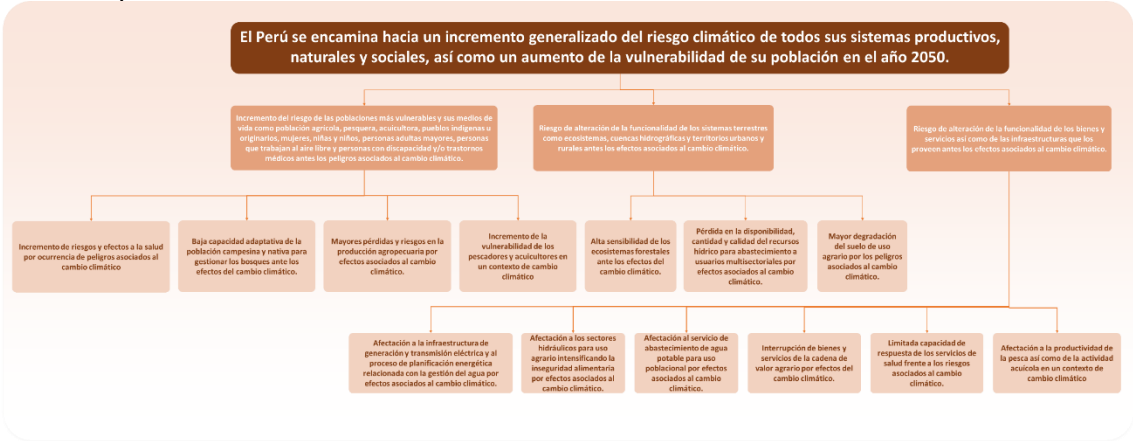 El Perú se encamina hacia un incremento generalizado del riesgo climático de todos sus sistemas productivos,
naturales y sociales, así como un aumento de la vulnerabilidad de su población en el año 2050.
Incremento del riesgo de las poblaciones más vulnerables y sus medios de
vida como población agrícola, pesquera, acuicultora, pueblos indígenas u
originarios, mujeres, niñas y niños, personas adultas mayores, personas
que trabajan al aire libre y personas con discapacidad y/o trastornos
médicos antes los peligros asociados al cambio climático.
Riesgo de alteración de la funcionalidad de los sistemas terrestres
como ecosistemas, cuencas hidrográficas y territorios urbanos y
rurales antes los efectos asociados al cambio climático.
Riesgo de alteración de la funcionalidad de los bienes y
servicios así como de las infraestructuras que los
proveen antes los efectos asociados al cambio climático.
Incremento de riesgos y efectos a la salud
por ocurrencia de peligros asociados al
cambio climático
Baja capacidad adaptativa de la
población campesina y nativa para
gestionar los bosques ante los
efectos del cambio climático.
Mayores pérdidas y riesgos en la
producción agropecuaria por
efectos asociados al cambio
climático.
Incremento de la
vulnerabilidad de los
pescadores y acuicultores en
un contexto de cambio
climático
Alta sensibilidad de los
ecosistemas forestales
ante los efectos del
cambio climático.
Pérdida en la disponibilidad,
cantidad y calidad del recursos
hídrico para abastecimiento a
usuarios multisectoriales por
efectos asociados al cambio
climático.
Mayor degradación
del suelo de uso
agrario por los peligros
asociados al cambio
climático.
Afectación a la infraestructura de
generación y transmisión eléctrica y al
proceso de planificación energética
relacionada con la gestión del agua por
efectos asociados al cambio climático.
Afectación a los sectores
hidráulicos para uso
agrario intensificando la
inseguridad alimentaria
por efectos asociados al
cambio climático.
Afectación al servicio de
abastecimiento de agua
potable para uso
poblacional por efectos
asociados al cambio
climático.
Interrupción de bienes y
servicios de la cadena de
valor agrario por efectos del
cambio climático.
Limitada capacidad de
respuesta de los servicios de
salud frente a los riesgos
asociados al cambio
climático.
Afectación a la productividad de
la pesca así como de la actividad
acuícola en un contexto de
cambio climático